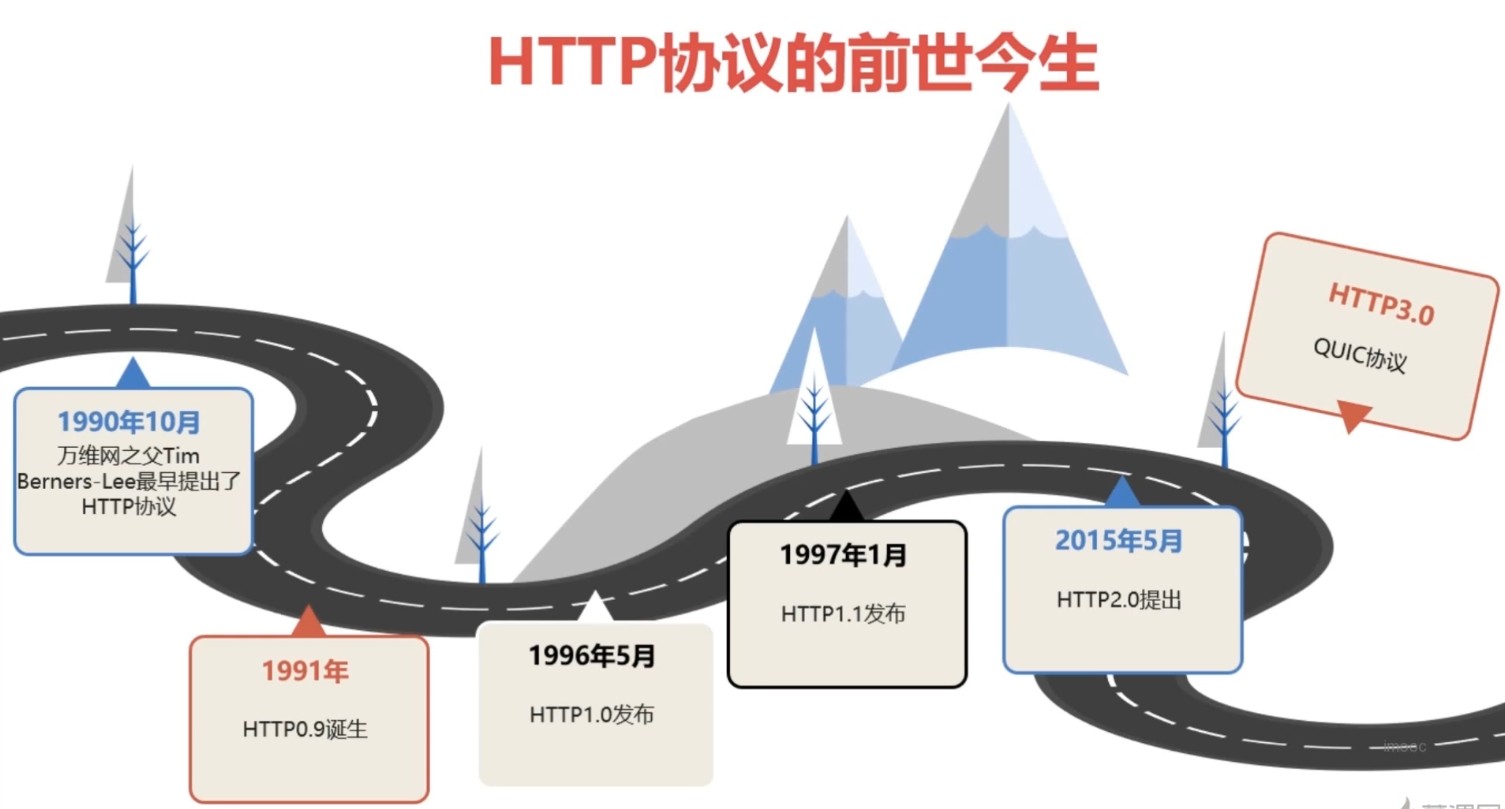 HTTP协议的前世今生
1990年10月
万维网之父Tim
Berners-Lee最早提出了
HTTP协议
1991年
HTTP0.9诞生
1996年5月
HTTP1.0发布
1997年1月
HTTP1.1发布
2015年5月
HTTP2.0提出
HTTP3.0
QUIC协议
imooc